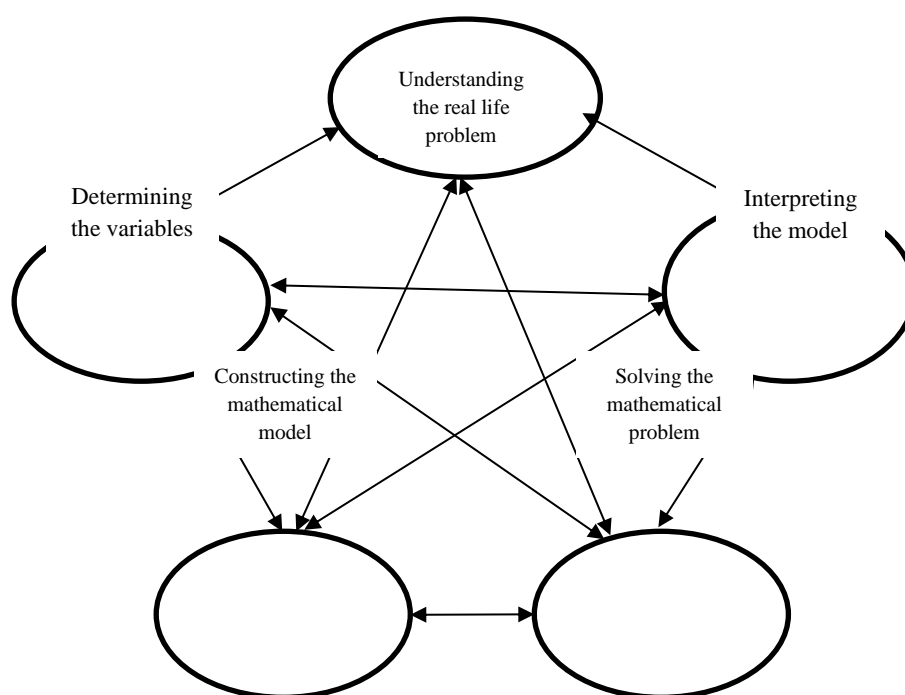 Understanding
the real life
problem
Determining
the variables
Interpreting
the model
Constructing the
mathematical
model
Solving the
mathematical
problem